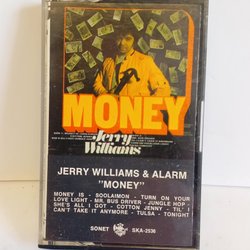 MONEY
Jerry
Williams
JERRY WILLIAMS & ALARM
"MONEY"
MONEY IS - SOOLAIMON - TURN ON YOUR
LOVE LIGHT - MR. BUS DRIVER - JUNGLE HOP -
SHE'S ALL I GOT - COTTON JENNY - 'TIL I
CAN'T TAKE IT ANYMORE - TULSA - TONIGHT
SONET
SKA-2536